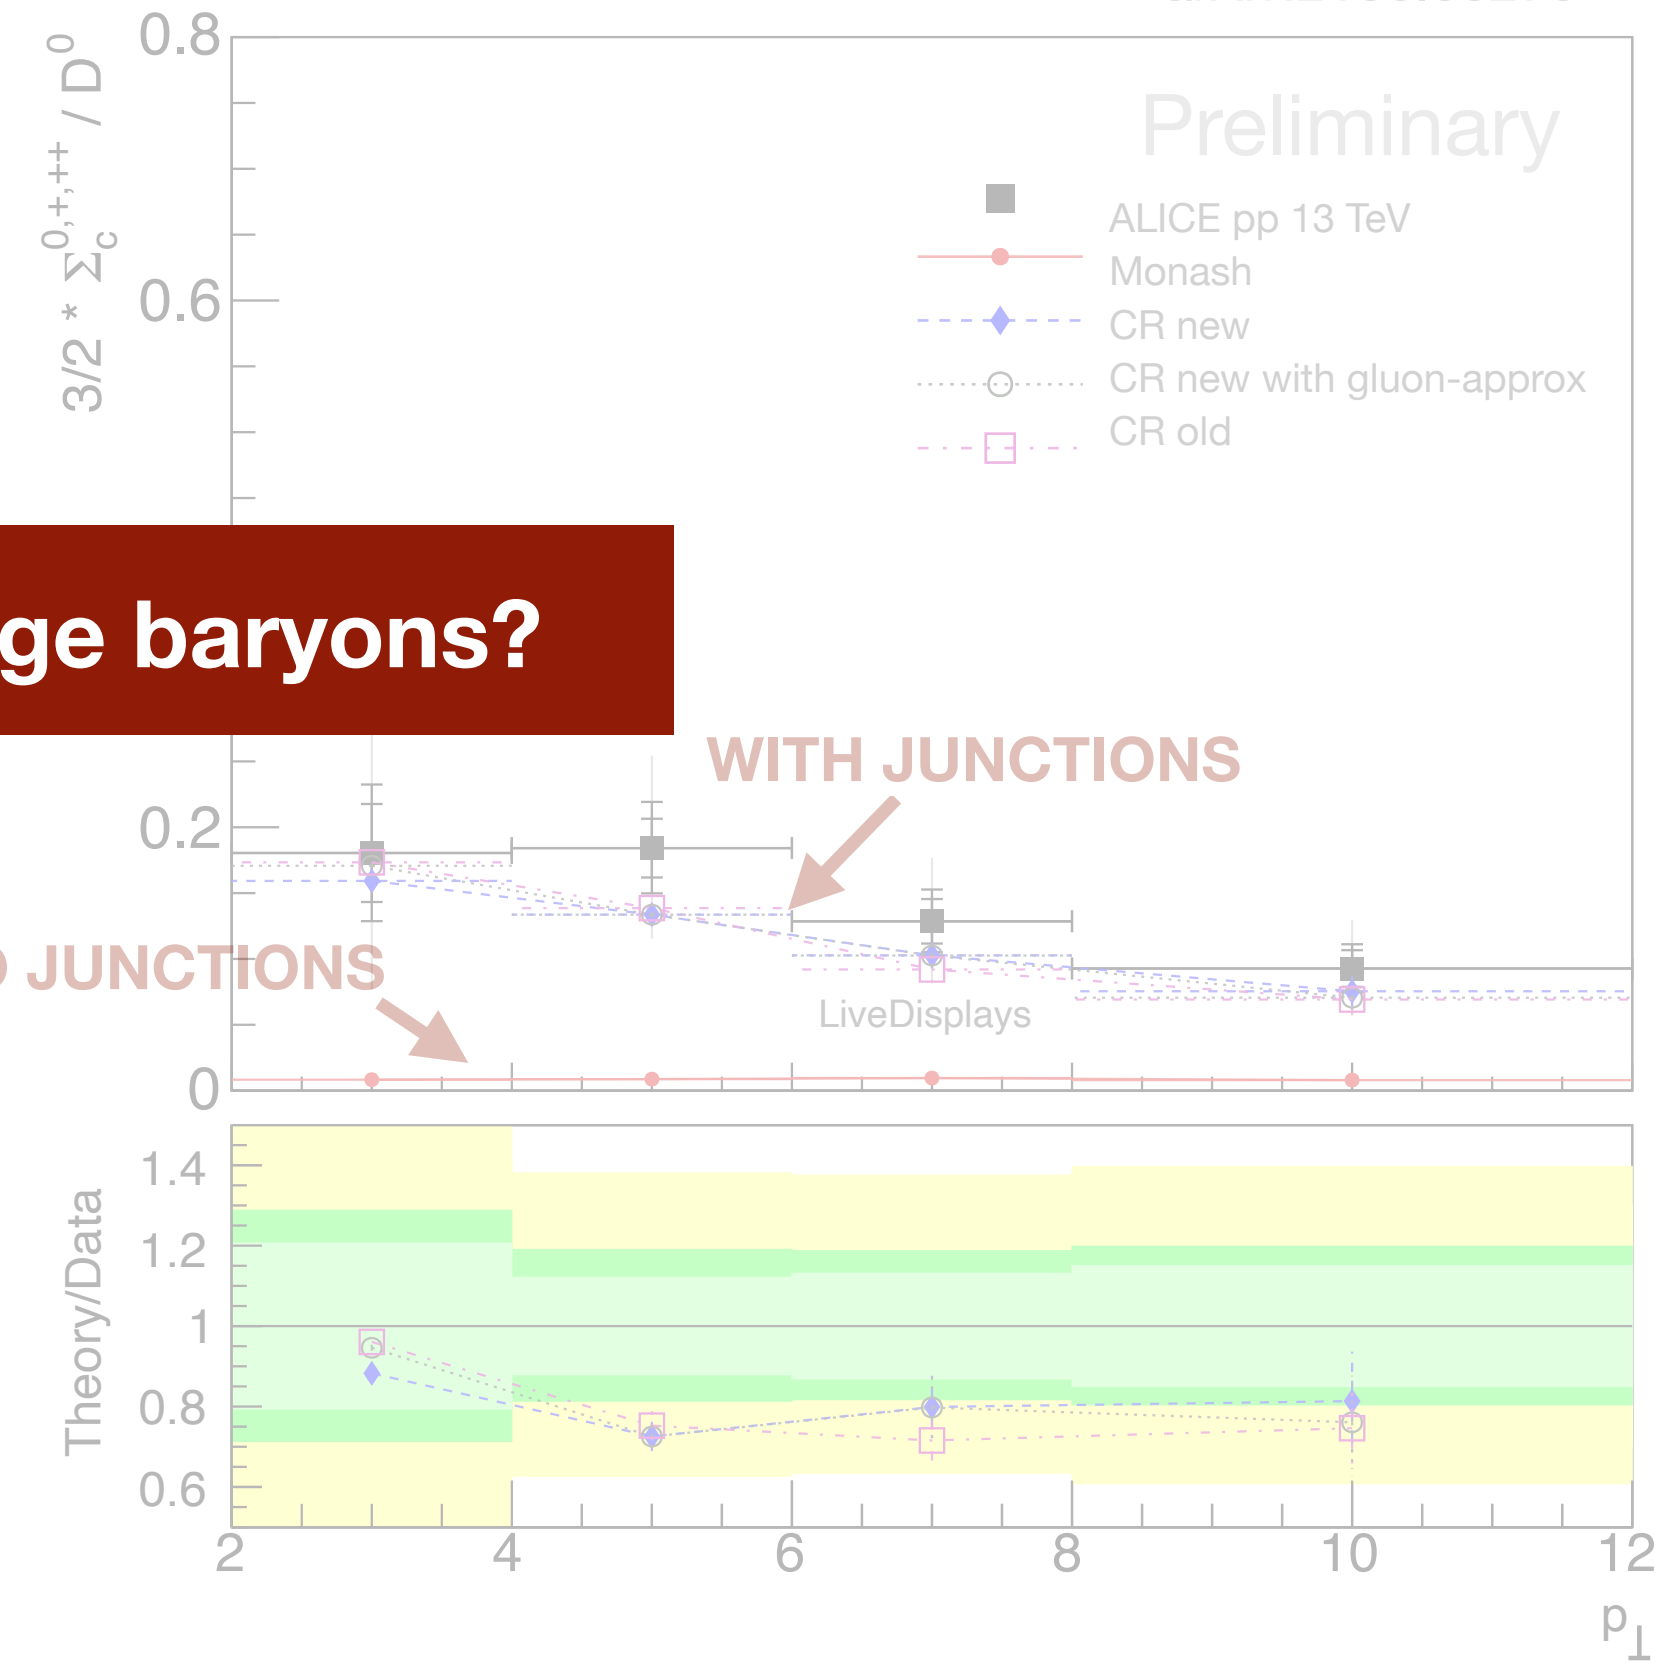 0.8
3/2 * Σc0,+,++ / D0
Preliminary
ALICE pp 13 TeV
Monash
0.6
CR new
CR new with gluon-approx
CR old
ge baryons?
WITH JUNCTIONS
0.2
JUNCTIONS
LiveDisplays
0
1.4
1.2
Theory/Data
1
0.8
0.6
2 4 6 8 10 12
p⊥